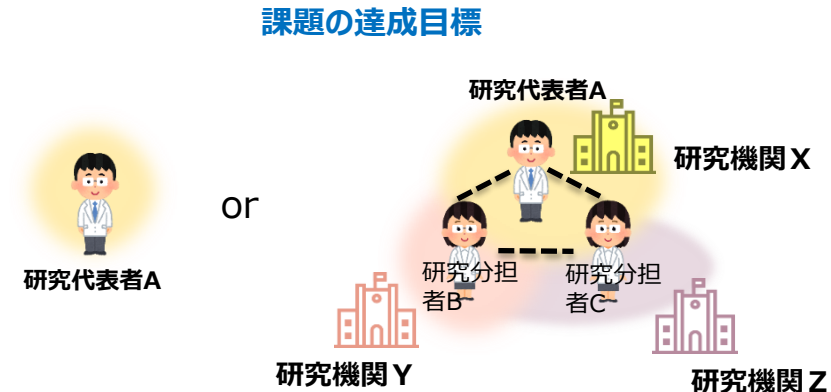 課題の達成目標
研究代表者A
研究機関X
or
研究代表者A
研究分担
者B
研究分担
者C
研究機関Y
研究機関Z